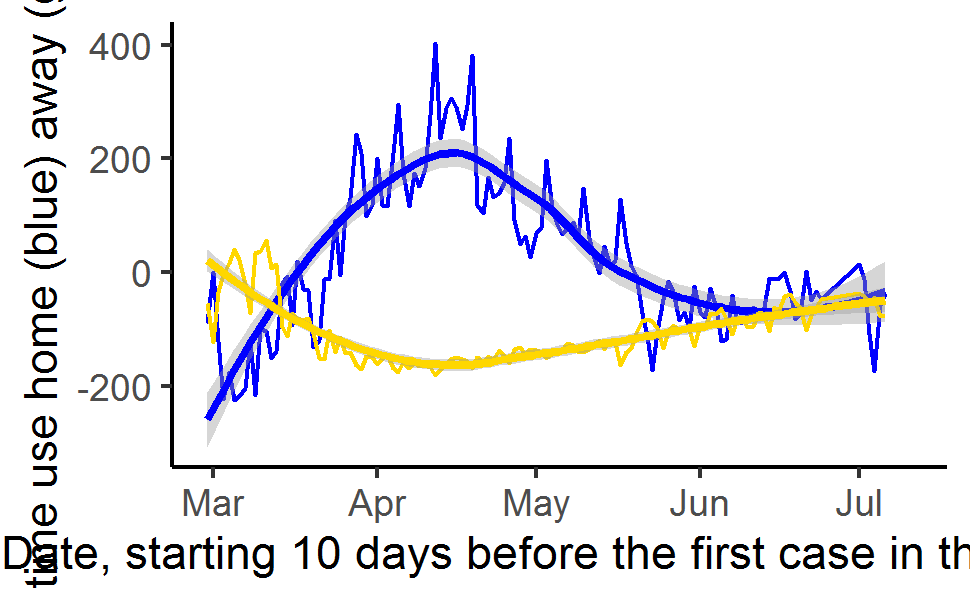 time use home (blue) away (
400
200
0
-200
Mar Apr May Jun Jul
Date, starting 10 days before the first case in th